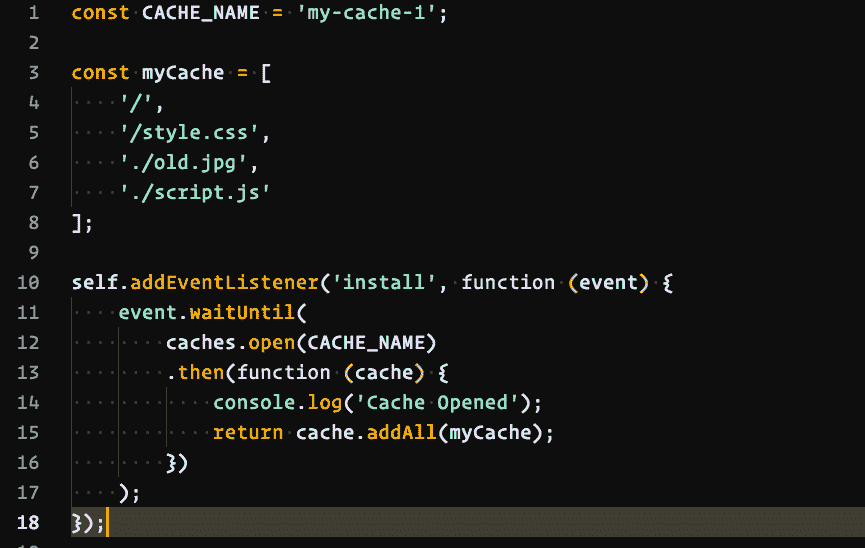 1 const CACHE_NAME = 'my-cache-1';
2
3 const myCache = [
4     '/',
5     '/style.css',
6     './old.jpg',
7     './script.js'
8 ];
9
10 self.addEventListener('install', function (event) {
11     event.waitUntil(
12         caches.open(CACHE_NAME)
13         .then(function (cache) {
14             console.log('Cache Opened');
15             return cache.addAll(myCache);
16         })
17     );
18 });